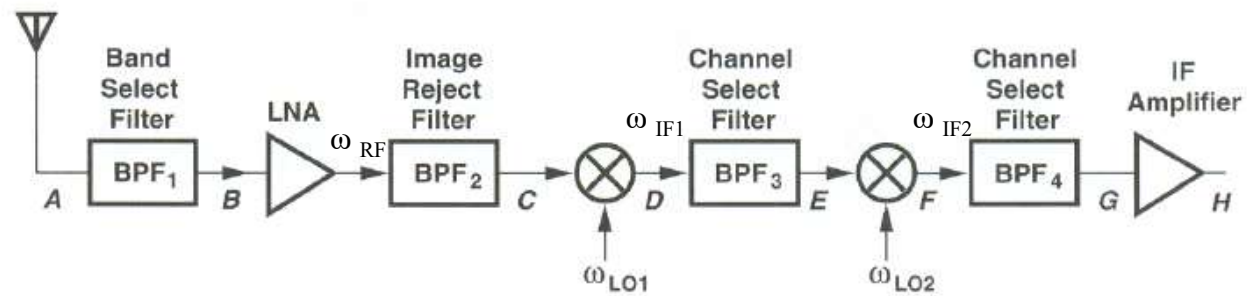 Band
Select
Filter
LNA
Image
Reject
Filter
Channel
Select
Filter
Channel
Select
Filter
IF
Amplifier
ω RF
ω IF1
ω IF2
BPF1
BPF2
BPF3
BPF4
A
B
C
D
E
F
G
H
ωLO1
ωLO2